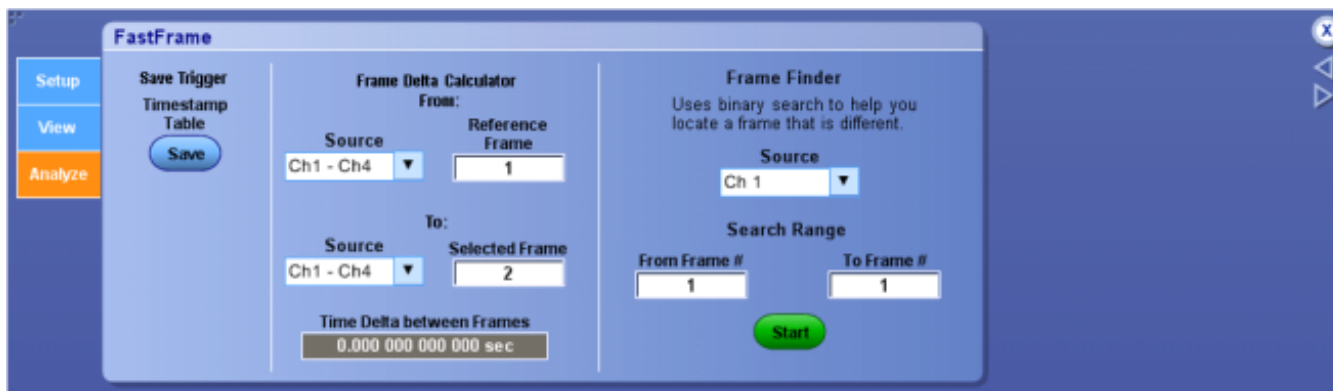 FastFrame
X
Setup
View
Analyze
Save Trigger
Timestamp
Table
Save
Frame Delta Calculator
From:
Source
Reference
Frame
Ch1 - Ch4
1
To:
Source
Selected Frame
Ch1 - Ch4
2
Time Delta between Frames
0.000 000 000 000 sec
Frame Finder
Uses binary search to help you
locate a frame that is different.
Source
Ch 1
Search Range
From Frame #
To Frame #
1
1
Start